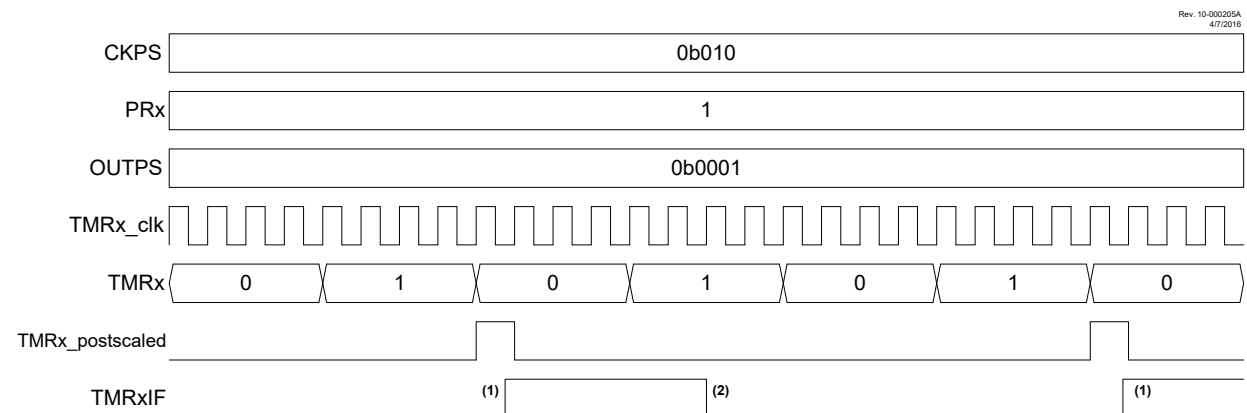 Rev. 10-000205A
4/7/2016
CKPS 0b010
PRx 1
OUTPS 0b0001
TMRx_clk
TMRx 0 1 0 1 0 1 0
TMRx_postscaled
TMRxIF (1) (2) (1)